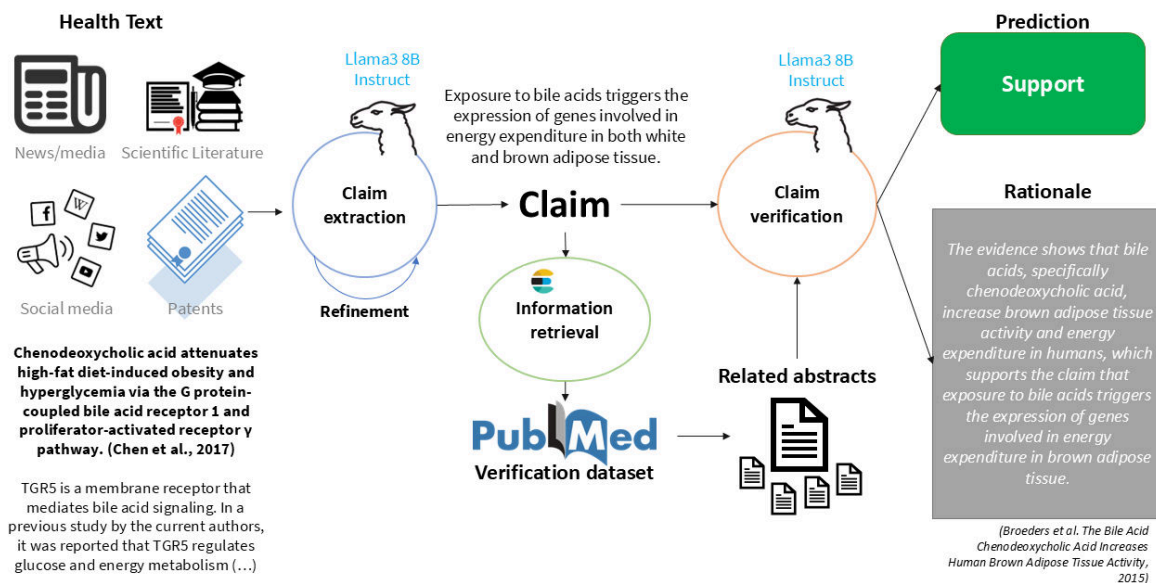 Health Text
News/media
Scientific Literature
f
W
Social media
Patents
Chenodeoxycholic acid attenuates
high-fat diet-induced obesity and
hyperglycemia via the G protein-
coupled bile acid receptor 1 and
proliferator-activated receptor γ
pathway. (Chen et al., 2017)
TGR5 is a membrane receptor that
mediates bile acid signaling. In a
previous study by the current authors,
it was reported that TGR5 regulates
glucose and energy metabolism (...)
Llama3 8B
Instruct
Claim
extraction
Refinement
Exposure to bile acids triggers the
expression of genes involved in
energy expenditure in both white
and brown adipose tissue.
Claim
Information
retrieval
PubMed
Verification dataset
Related abstracts
Llama3 8B
Instruct
Claim
verification
Prediction
Support
Rationale
The evidence shows that bile
acids, specifically
chenodeoxycholic acid,
increase brown adipose tissue
activity and energy
expenditure in humans, which
supports the claim that
exposure to bile acids triggers
the expression of genes
involved in energy
expenditure in brown adipose
tissue.
(Broeders et al. The Bile Acid
Chenodeoxycholic Acid Increases
Human Brown Adipose Tissue Activity,
2015)